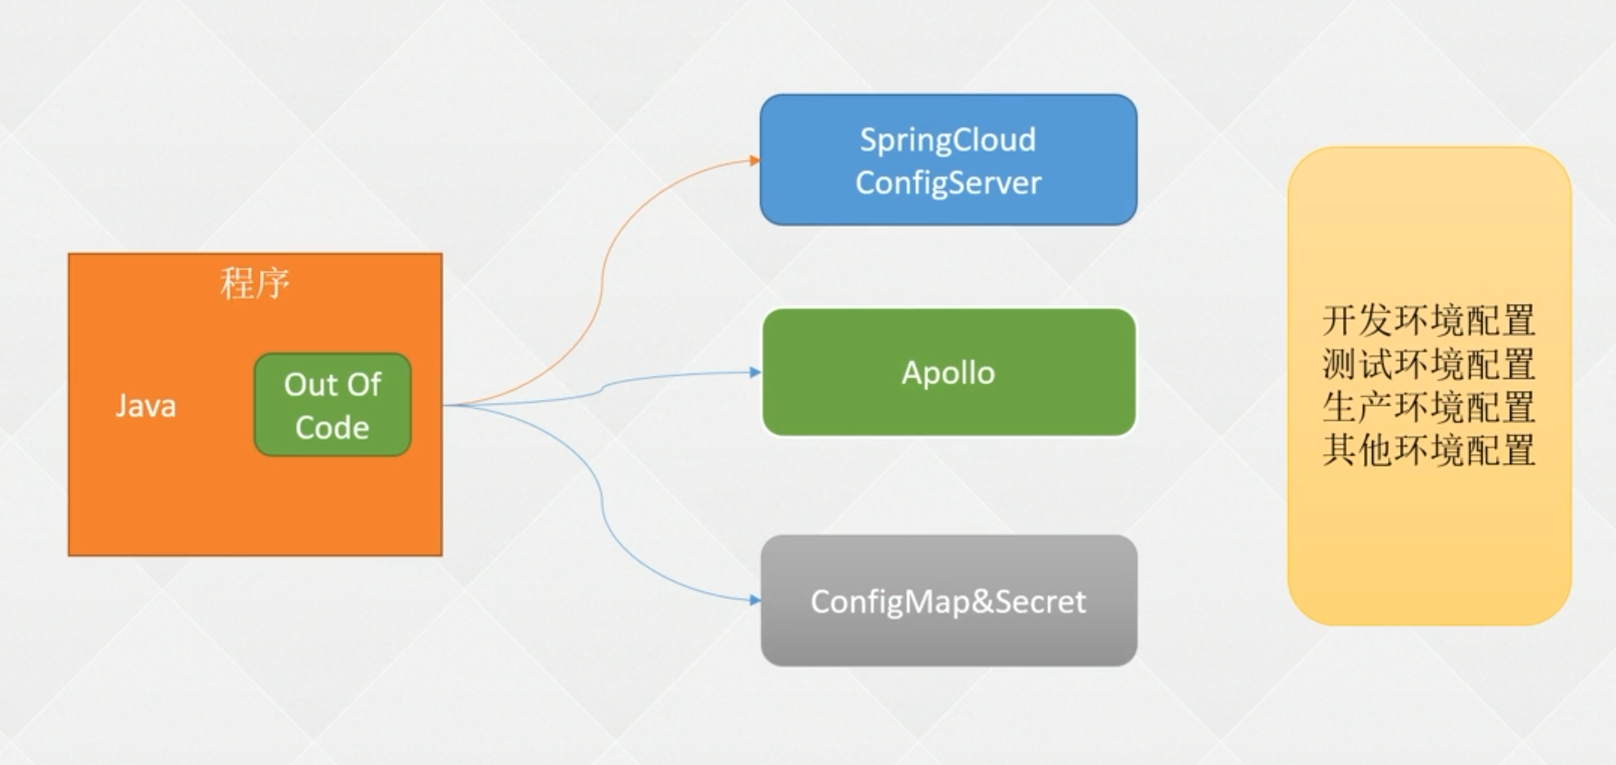 程序
Java
Out Of
Code
SpringCloud
ConfigServer
Apollo
ConfigMap&Secret
开发环境配置
测试环境配置
生产环境配置
其他环境配置